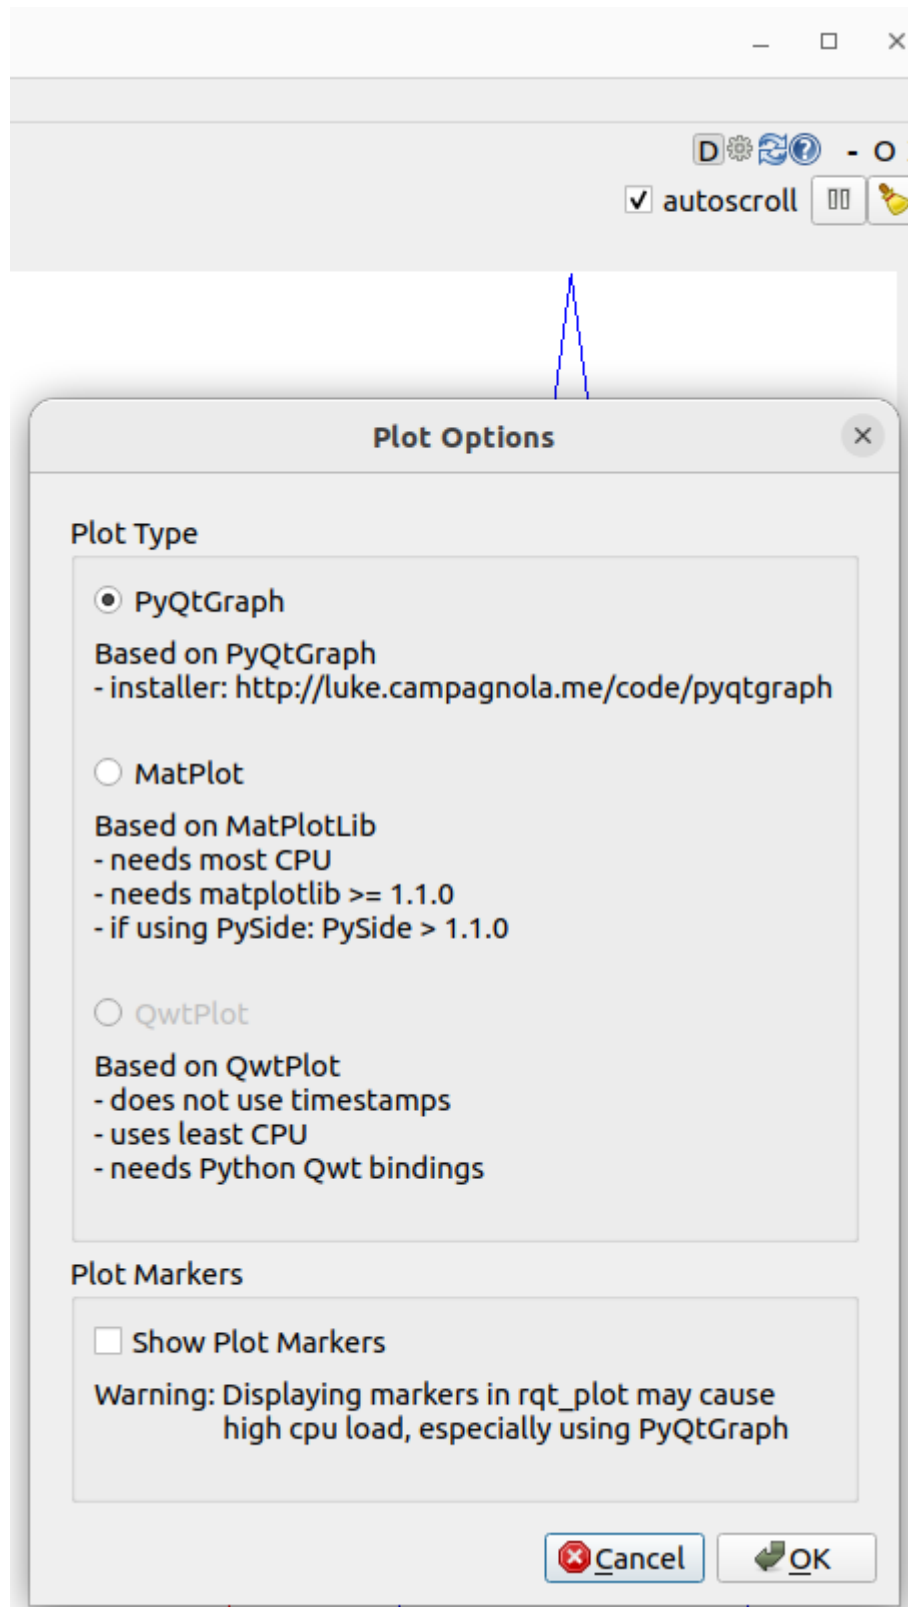 D - O
autoscroll
Plot Options
Plot Type
PyQtGraph
Based on PyQtGraph
- installer: http://luke.campagnola.me/code/pyqtgraph
MatPlot
Based on MatPlotLib
- needs most CPU
- needs matplotlib >= 1.1.0
- if using PySide: PySide > 1.1.0
QwtPlot
Based on QwtPlot
- does not use timestamps
- uses least CPU
- needs Python Qwt bindings
Plot Markers
Show Plot Markers
Warning: Displaying markers in rqt_plot may cause
high cpu load, especially using PyQtGraph
Cancel OK